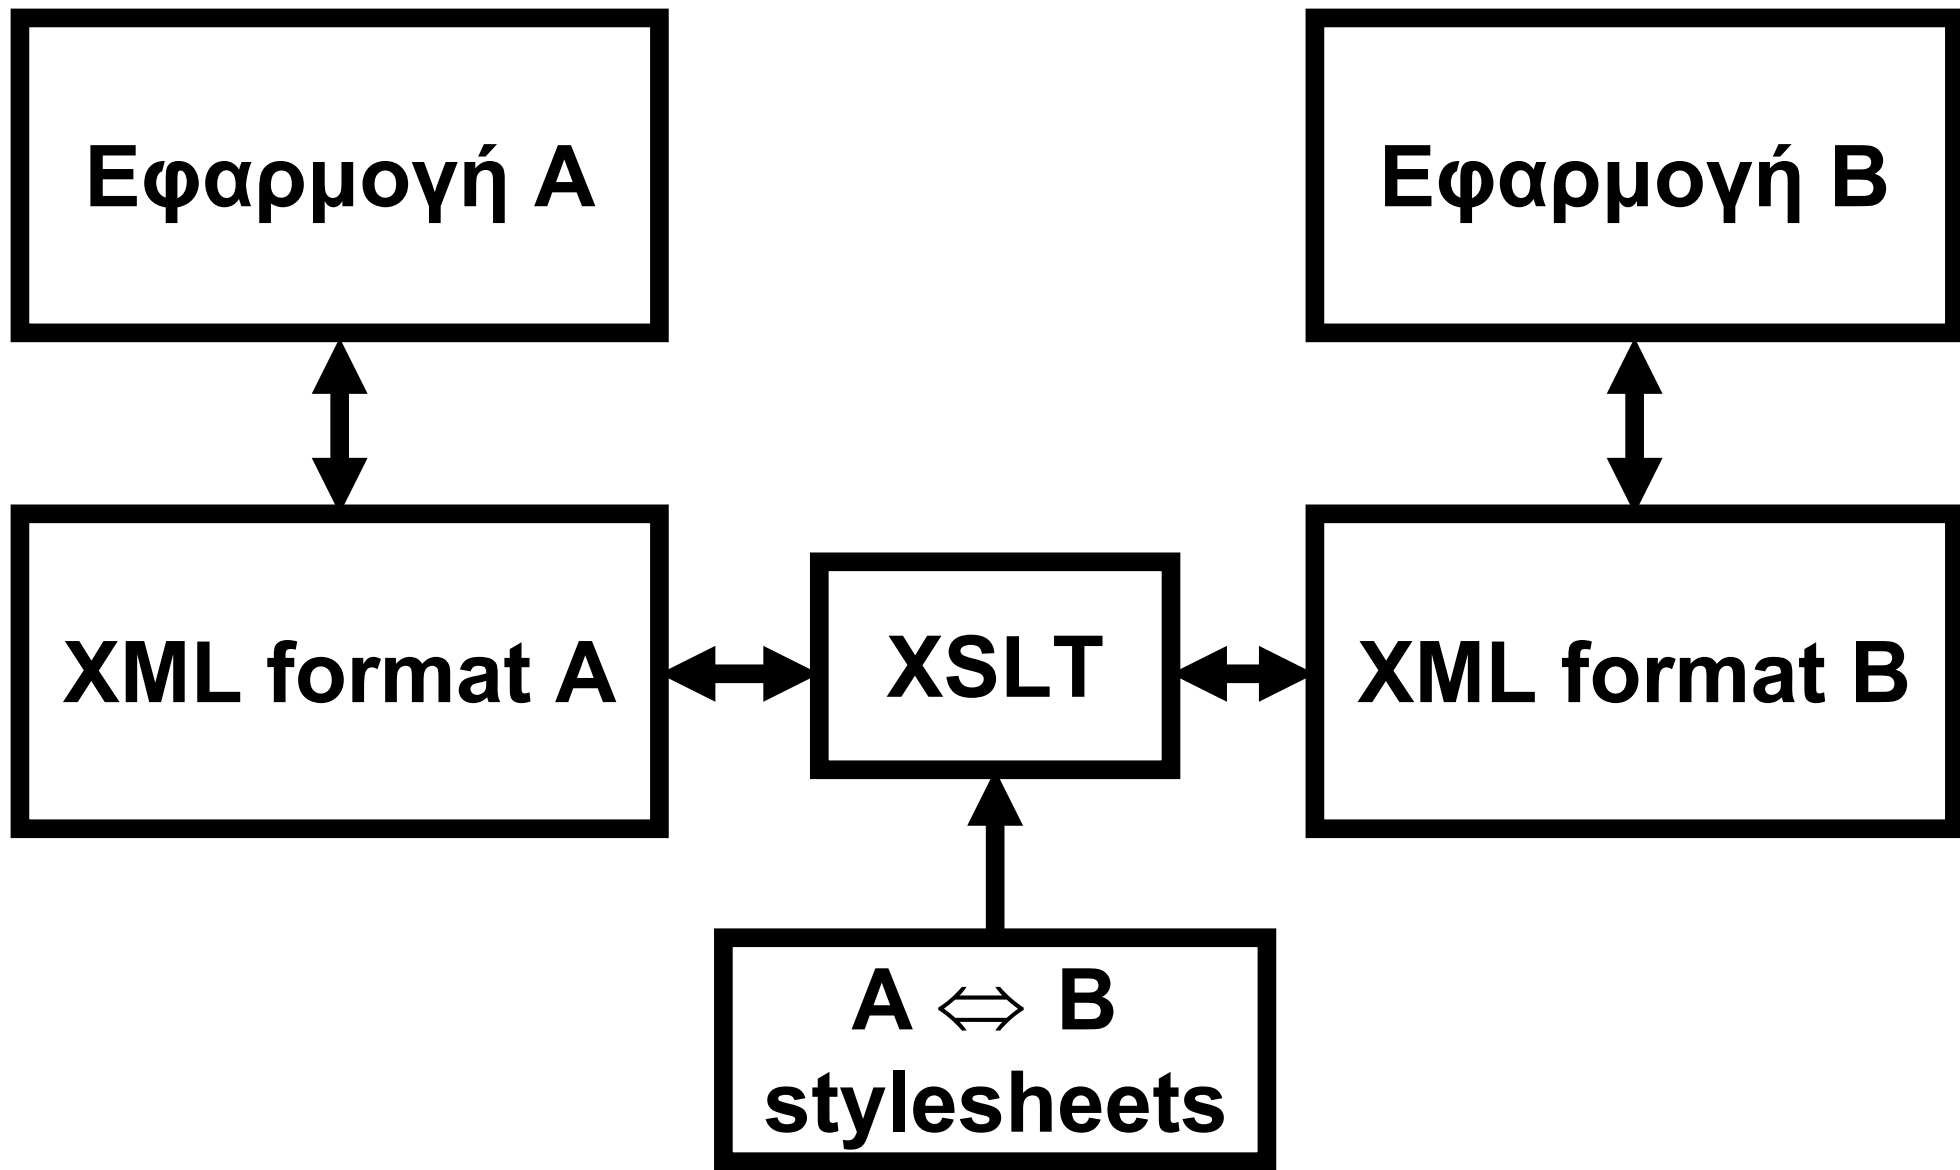 Εφαρμογή Α
Εφαρμογή Β
XML format A
XSLT
XML format B
A ⇔ B
stylesheets